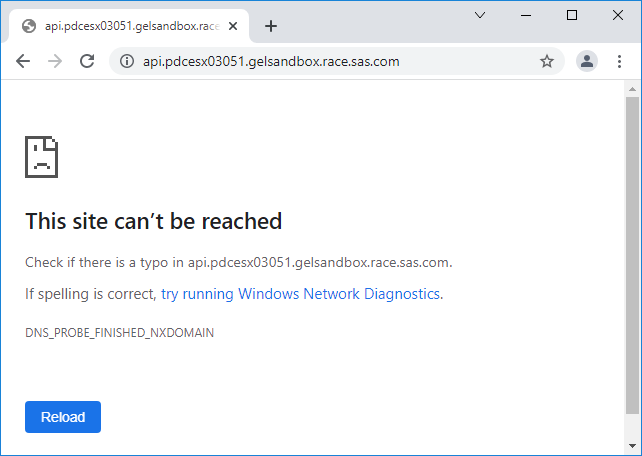 api.pdcesx03051.gelsandbox.race
api.pdcesx03051.gelsandbox.race.sas.com
This site can’t be reached
Check if there is a typo in api.pdcesx03051.gelsandbox.race.sas.com.
If spelling is correct, try running Windows Network Diagnostics.
DNS_PROBE_FINISHED_NXDOMAIN
Reload